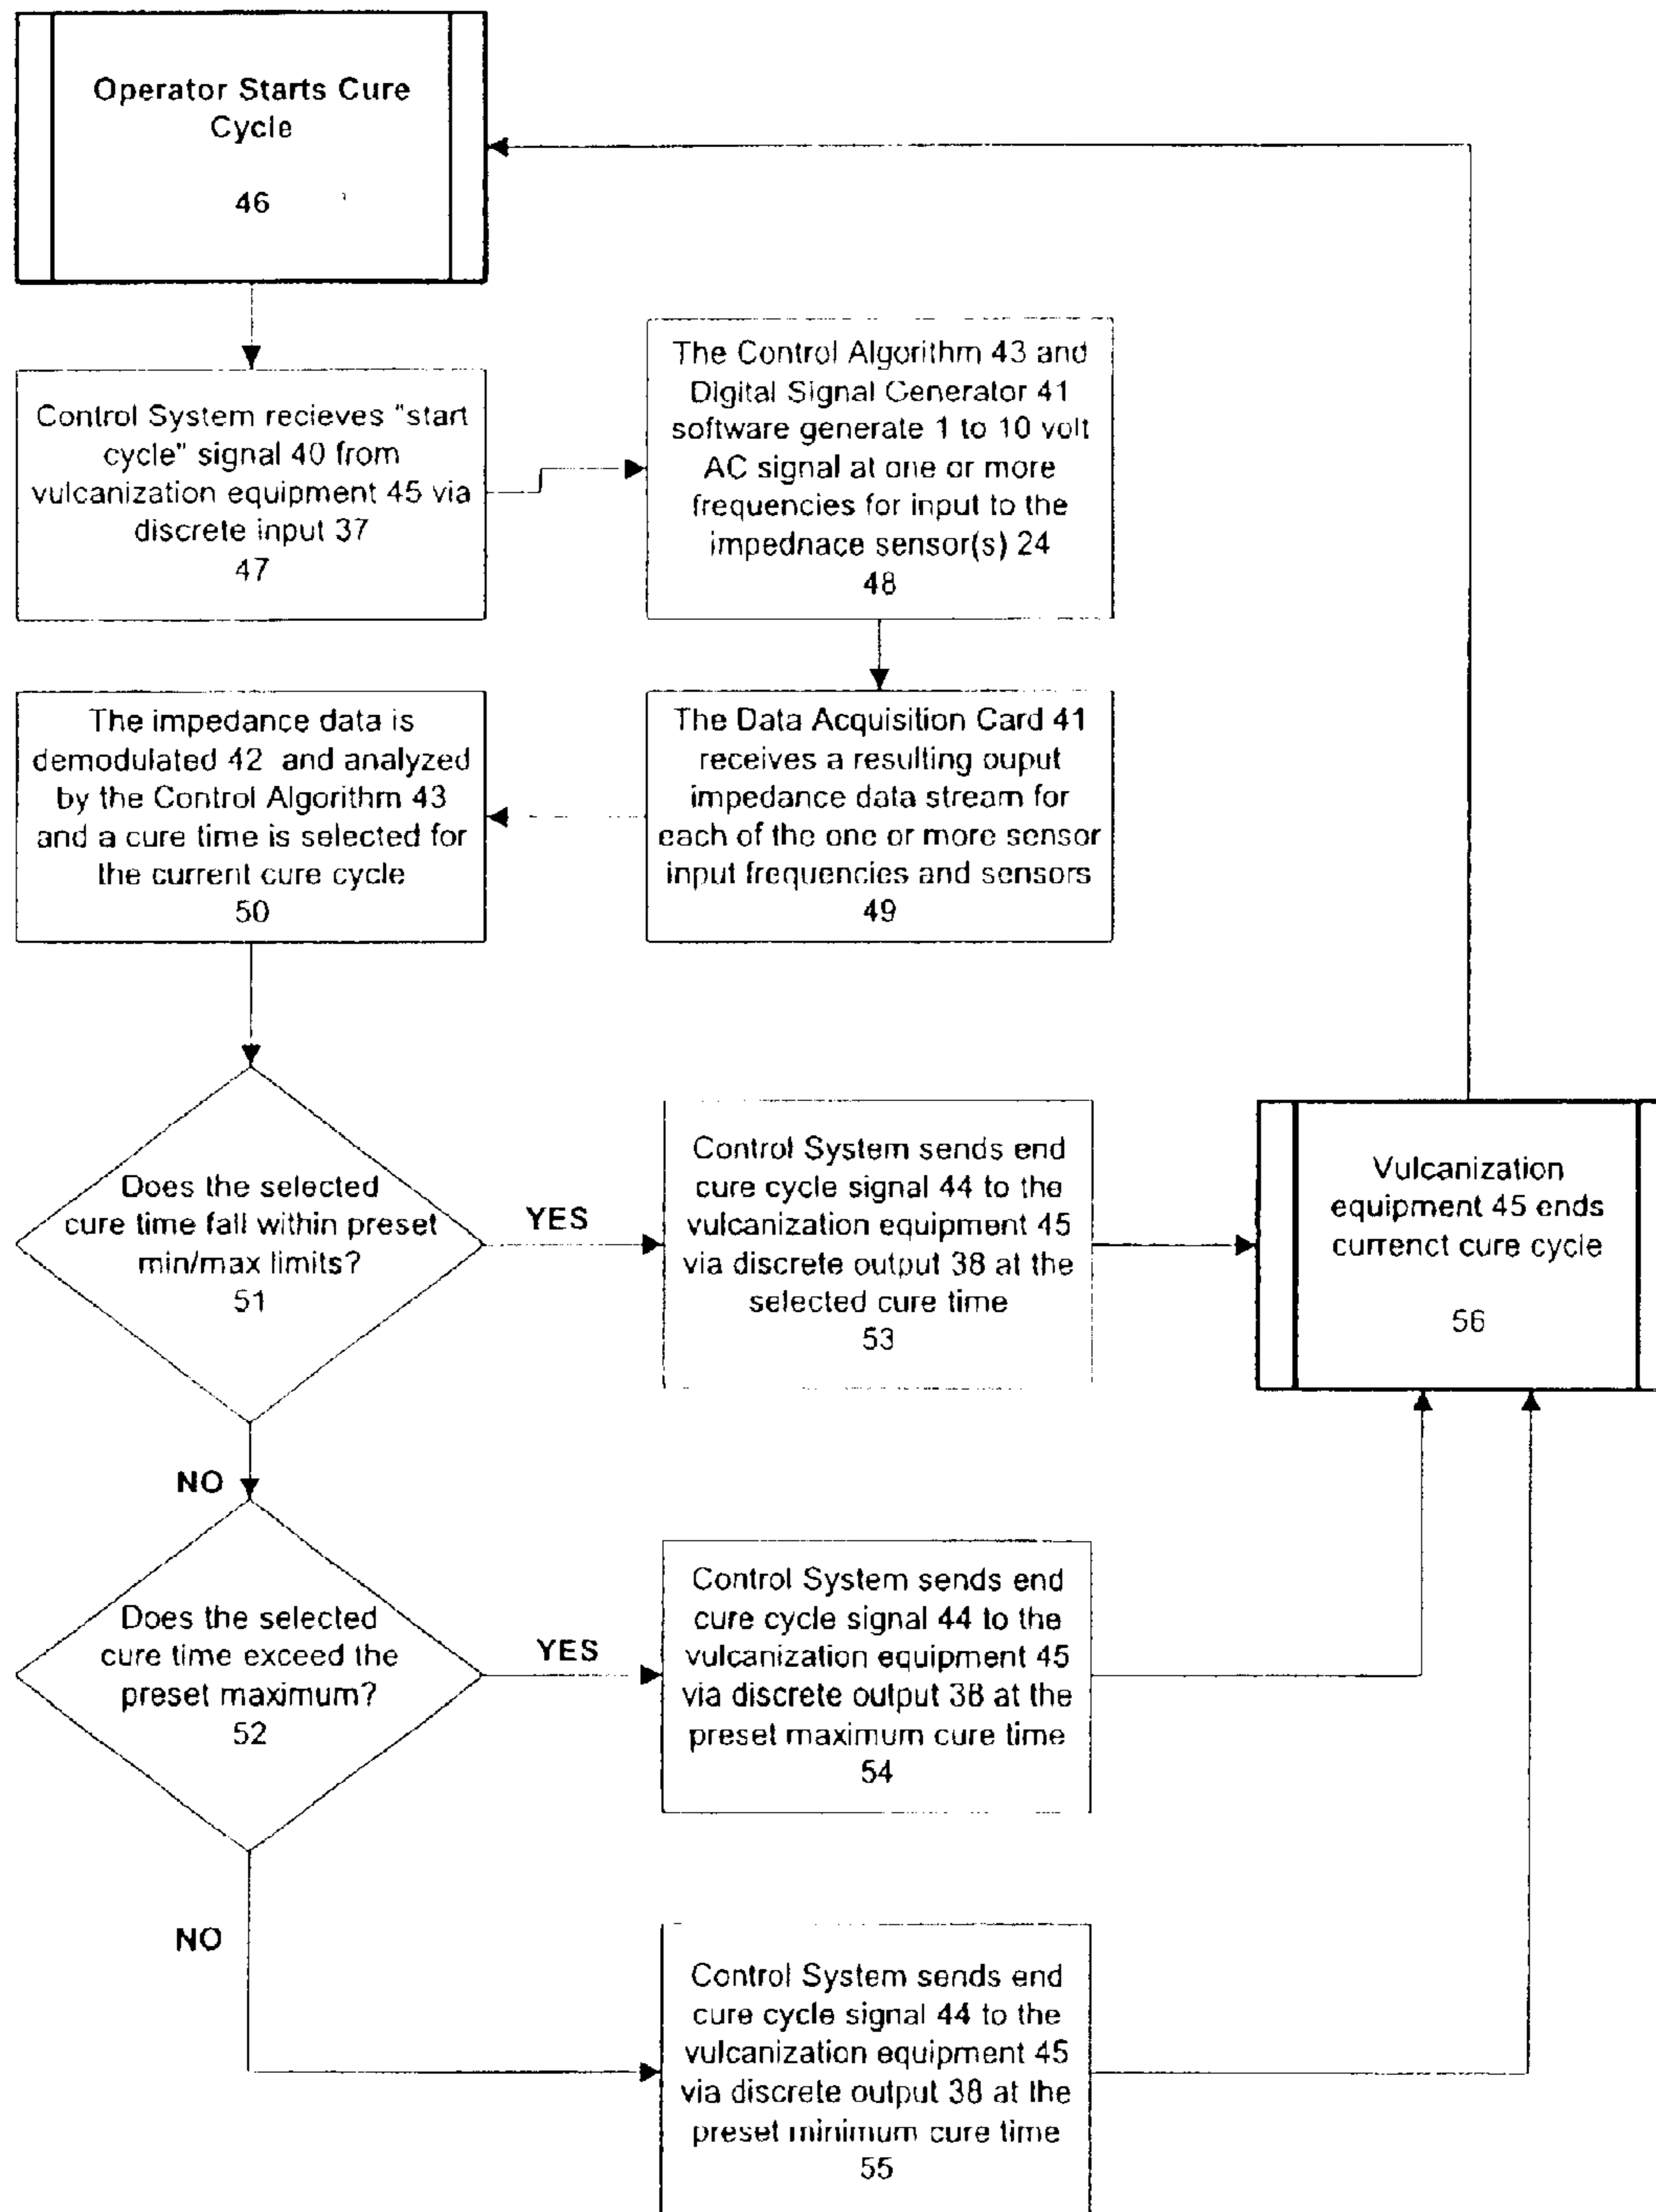 Operator Starts Cure
Cycle
46
Control System recieves "start
cycle" signal 40 from
vulcanization equipment 45 via
discrete input 37
47
The Control Algorithm 43 and
Digital Signal Generator 41
software generate 1 to 10 volt
AC signal at one or more
frequencies for input to the
impednace sensor(s) 24
48
The Data Acquisition Card 41
receives a resulting ouput
impedance data stream for
each of the one or more sensor
input frequencies and sensors
49
The impedance data is
demodulated 42 and analyzed
by the Control Algorithm 43
and a cure time is selected for
the current cure cycle
50
Does the selected
cure time fall within preset
min/max limits?
51
YES
Control System sends end
cure cycle signal 44 to the
vulcanization equipment 45
via discrete output 38 at the
selected cure time
53
Vulcanization
equipment 45 ends
currenct cure cycle
56
NO
Does the selected
cure time exceed the
preset maximum?
52
YES
Control System sends end
cure cycle signal 44 to the
vulcanization equipment 45
via discrete output 38 at the
preset maximum cure time
54
NO
Control System sends end
cure cycle signal 44 to the
vulcanization equipment 45
via discrete output 38 at the
preset minimum cure time
55